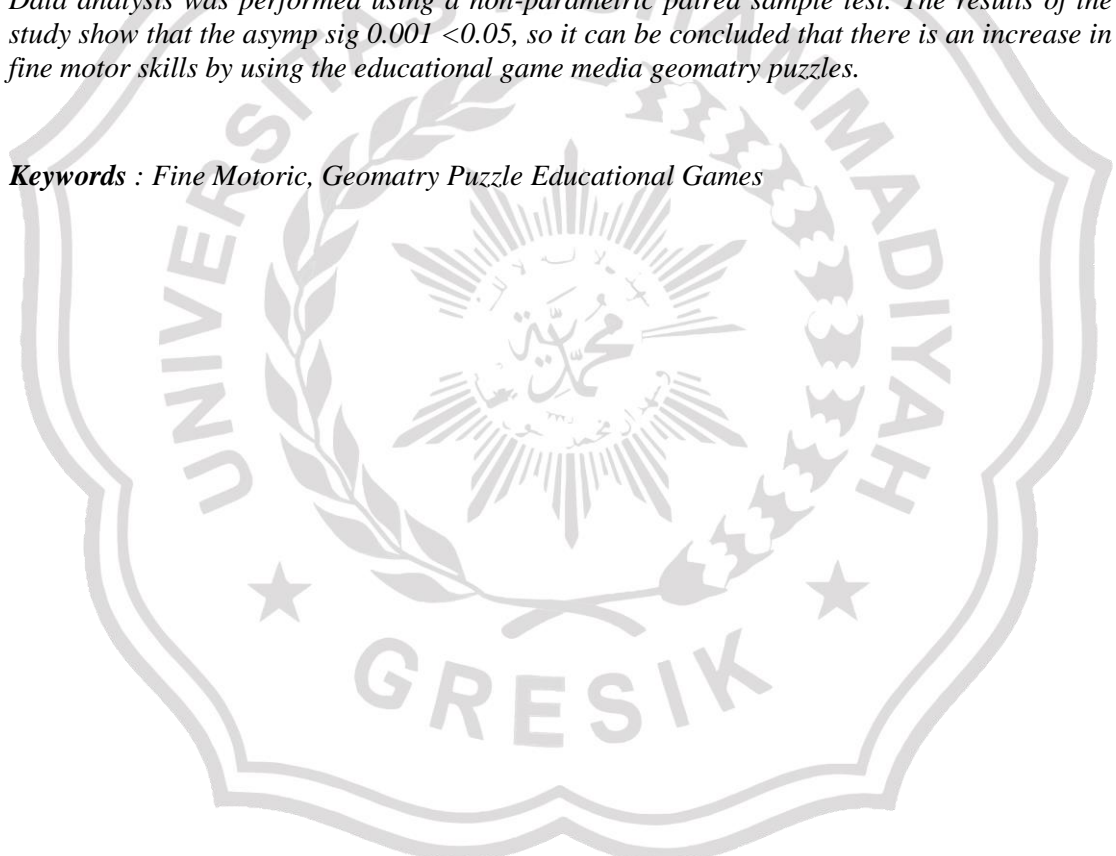 Data analysis was performed using a non-parametric paired sample test. The results of the
study show that the asymp sig 0.001 <0.05, so it can be concluded that there is an increase in
fine motor skills by using the educational game media geomatry puzzles.
Keywords : Fine Motoric, Geomatry Puzzle Educational Games
UNIVERSITAS MUHAMMADIYAH
GRESIK